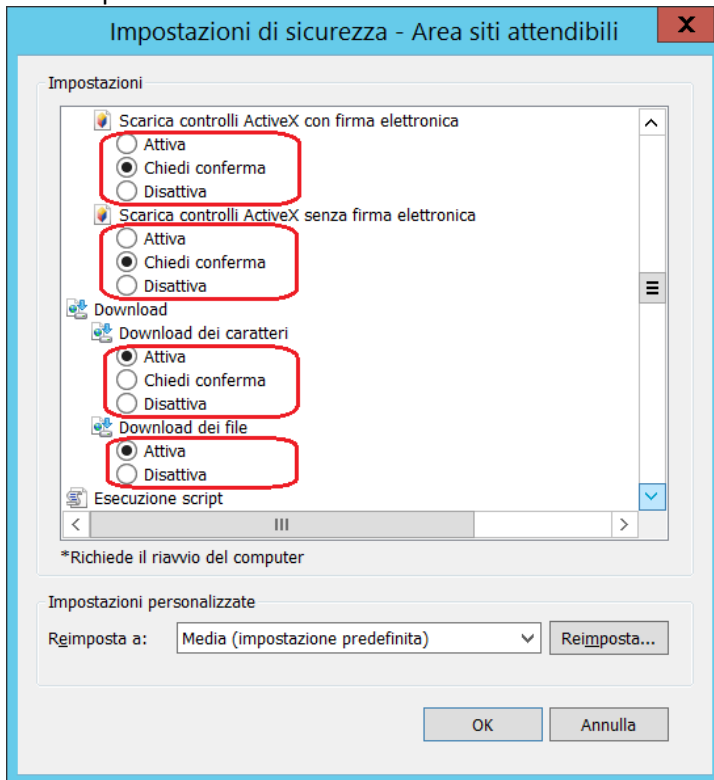 Impostazioni di sicurezza - Area siti attendibili
X
Impostazioni
Scarica controlli ActiveX con firma elettronica
Attiva
Chiedi conferma
Disattiva
Scarica controlli ActiveX senza firma elettronica
Attiva
Chiedi conferma
Disattiva
Download
Download dei caratteri
Attiva
Chiedi conferma
Disattiva
Download dei file
Attiva
Disattiva
Esecuzione script
*Richiede il riavvio del computer
Impostazioni personalizzate
Reimposta a: Media (impostazione predefinita) Reimposta...
OK Annulla